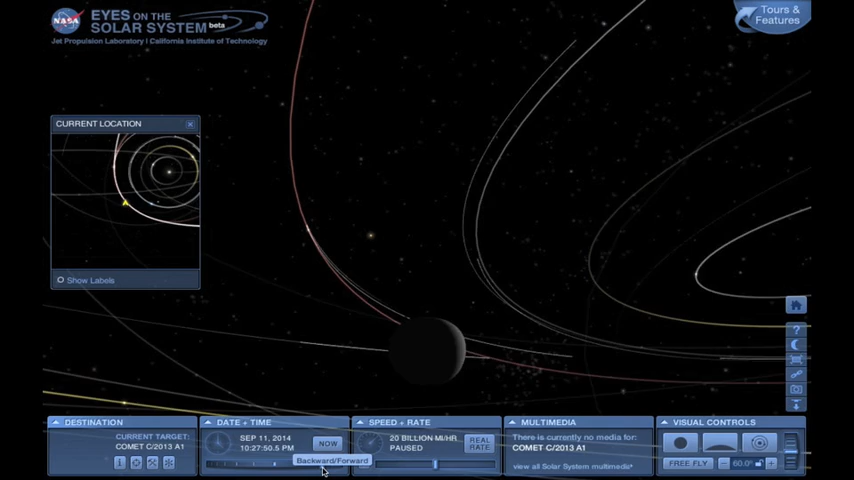 NASA
EYES ON THE
SOLAR SYSTEM beta
Jet Propulsion Laboratory | California Institute of Technology
Tours &
Features
CURRENT LOCATION
Show Labels
DESTINATION
CURRENT TARGET:
COMET C/2013 A1
DATE + TIME
SEP 11, 2014
10:27:50.5 PM
NOW
Backward/Forward
SPEED + RATE
20 BILLION MI/HR
PAUSED
REAL
RATE
MULTIMEDIA
There is currently no media for:
COMET C/2013 A1
view all Solar System multimedia*
VISUAL CONTROLS
FREE FLY
60.0°